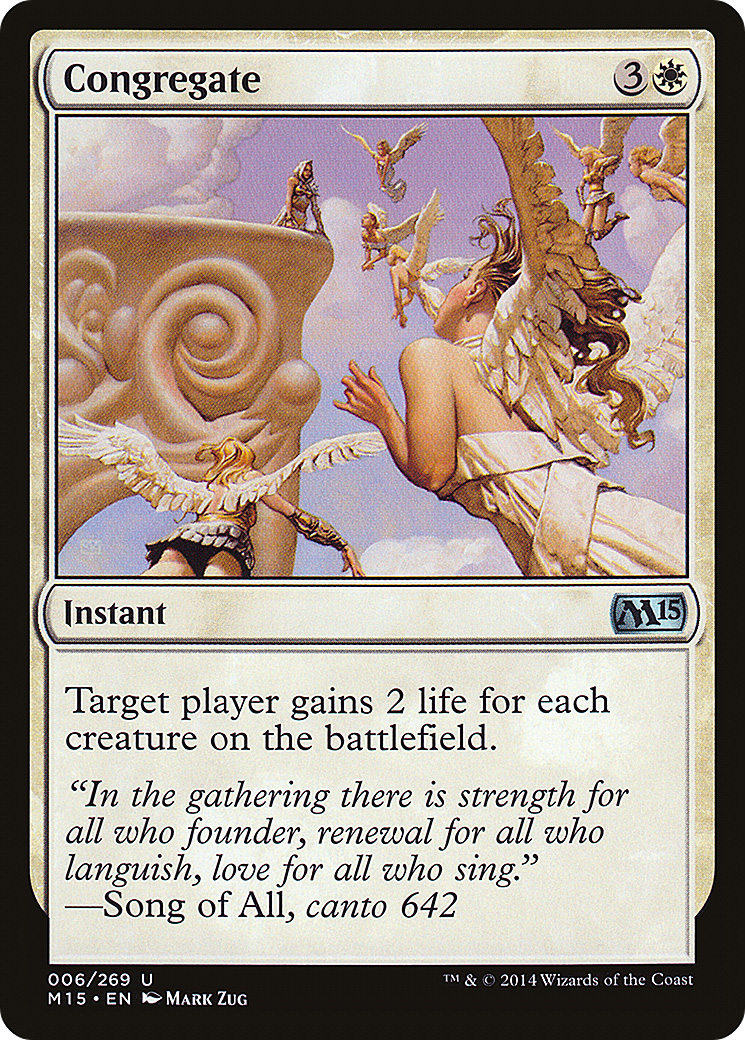 Congregate 3
Instant M15
Target player gains 2 life for each
creature on the battlefield.
“In the gathering there is strength for
all who founder, renewal for all who
languish, love for all who sing.”
—Song of All, canto 642
006/269 U ™ & © 2014 Wizards of the Coast
M15 • EN Mark Zug